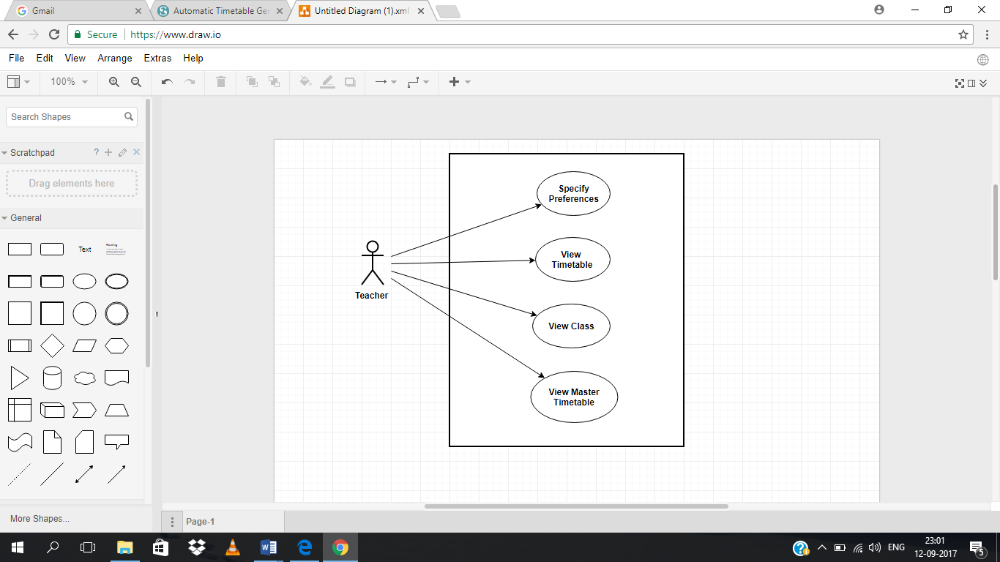 Gmail
Automatic Timetable Ger
Untitled Diagram (1).xml
Secure
https://www.draw.io
File Edit View Arrange Extras Help
100%
Search Shapes
Scratchpad
?
Drag elements here
General
Text
Heading
Specify
Preferences
View
Timetable
Teacher
View Class
View Master
Timetable
More Shapes...
Page-1
ENG
23:01
12-09-2017
5